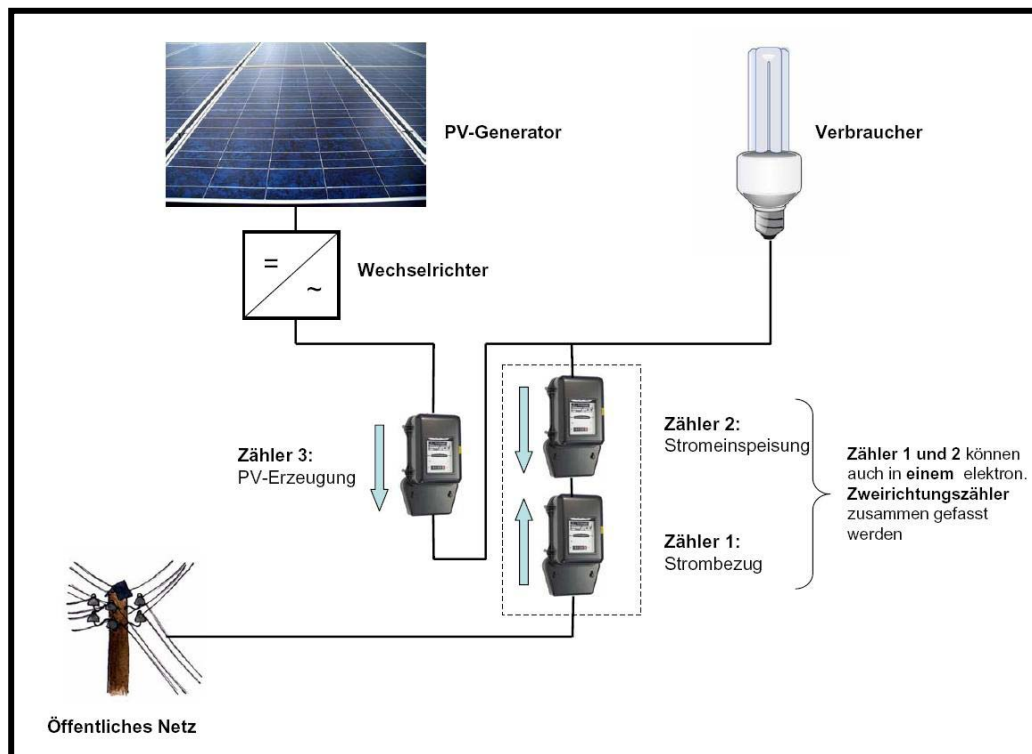 PV-Generator
Verbraucher
=
~
Wechselrichter
Zähler 3:
PV-Erzeugung
Zähler 2:
Stromeinspeisung
Zähler 1:
Strombezug
Zähler 1 und 2 können
auch in einem elektron.
Zweirichtungszähler
zusammen gefasst
werden
Öffentliches Netz